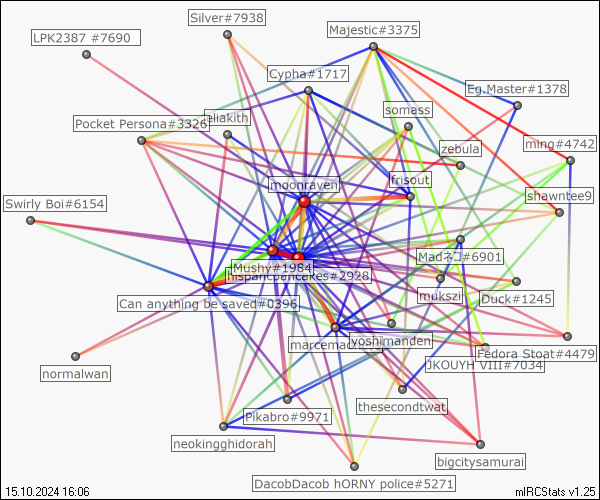 Silver#7938
Majestic#3375
LPK2387 #7690
Cypha#1717
Eg.Master#1378
somass
Pocket Persona#3326
eliakith
zebula
ming#4742
moonraven
frisout
shawntee9
Swirly Boi#6154
Madネコ#6901
Mushy#1984
hispanicpancakes#2928
mukszil
Duck#1245
Can anything be saved#0396
yoshimanden
Fedora Stoat#4479
JKOUYH VIII#7034
normalwan
Pikabro#9971
thesecondtwat
neokingghidorah
bigcitysamurai
DacobDacob hORNY police#5271
15.10.2024 16:06
mIRCStats v1.25